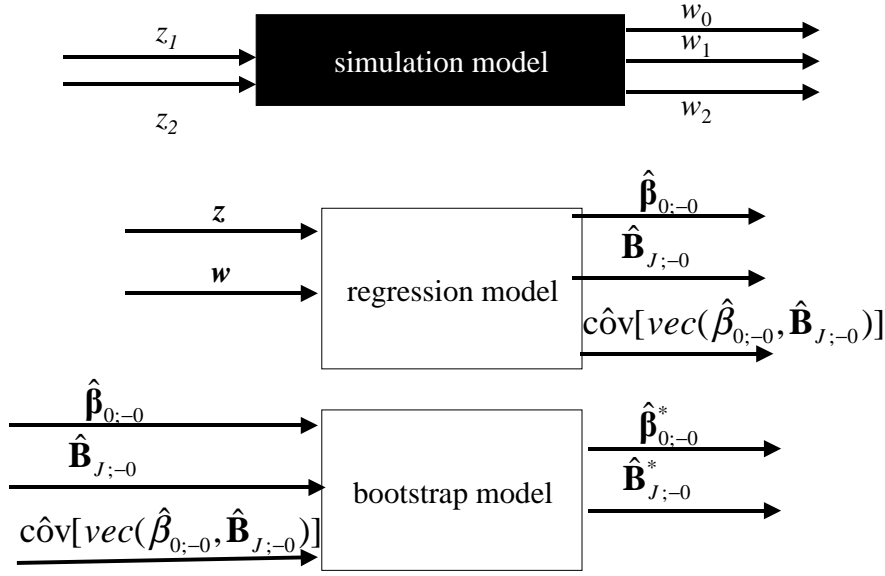 z₁ simulation model w₀
w₁
z₂ w₂
z β̂₀;₋₀
w regression model B̂_{J;−0}
côv[vec(β̂₀;₋₀, B̂_{J;−0})]
β̂₀;₋₀ β̂*₀;₋₀
B̂_{J;−0} bootstrap model B̂*_{J;−0}
côv[vec(β̂₀;₋₀, B̂_{J;−0})]